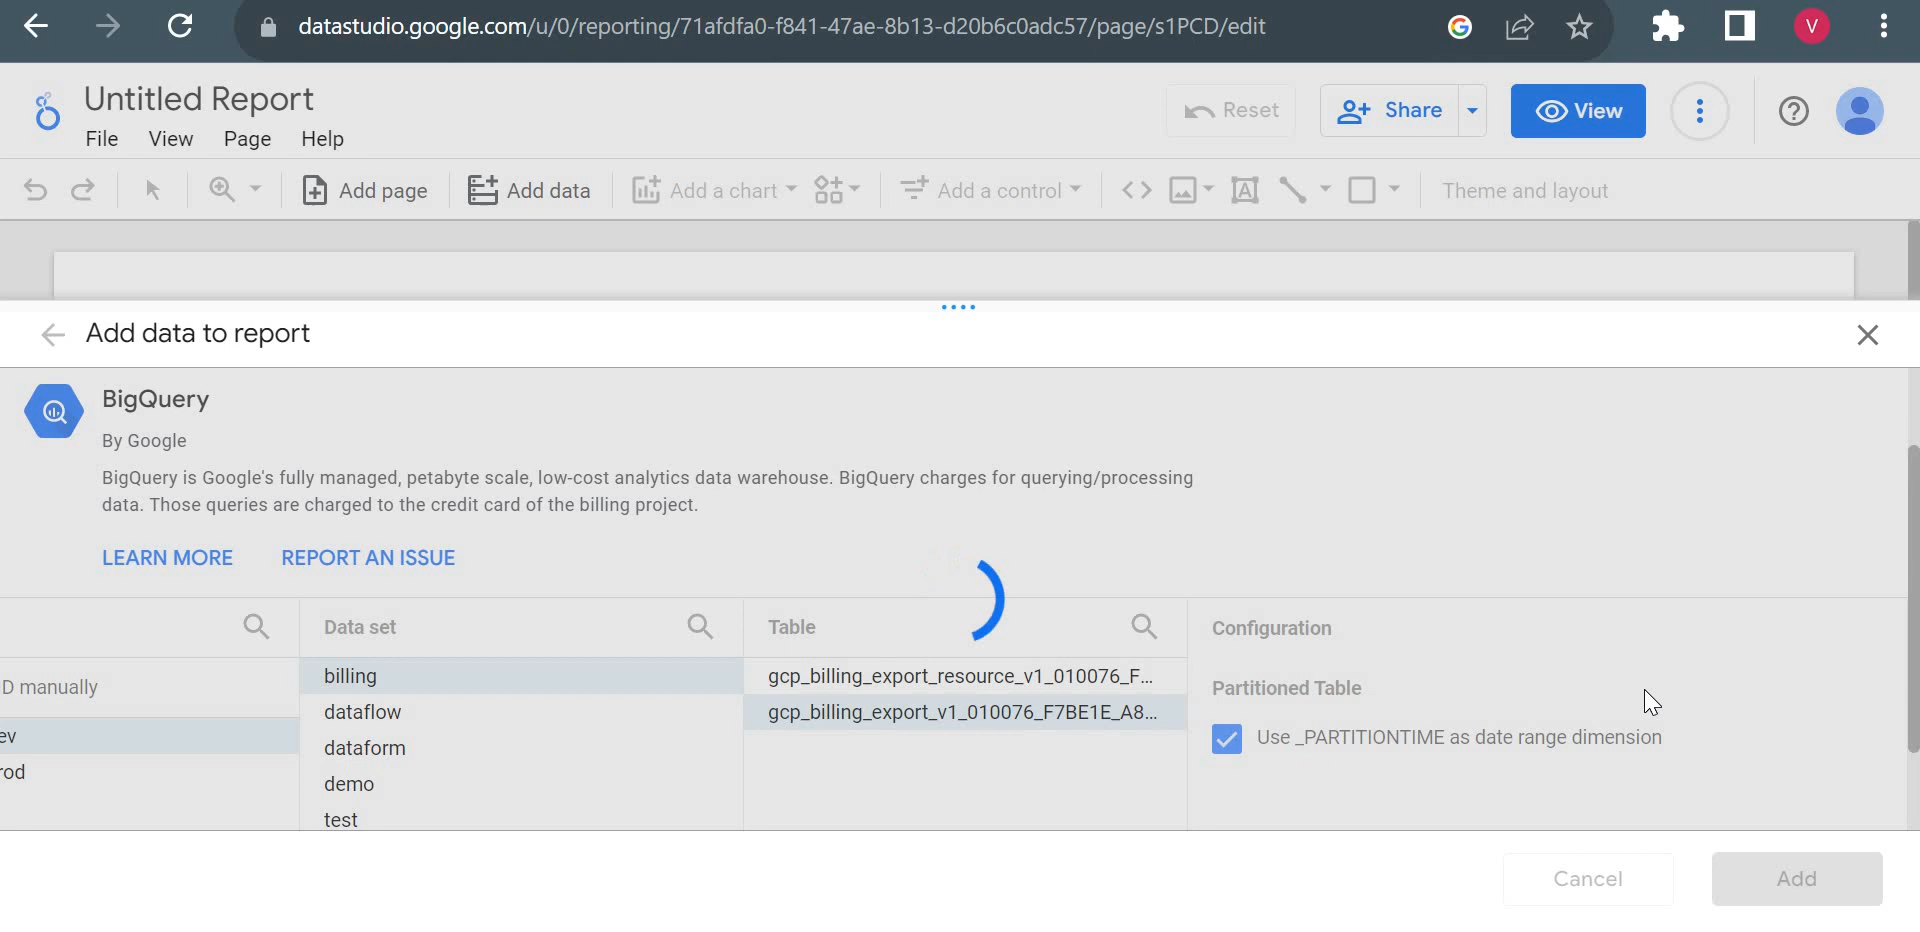 datastudio.google.com/u/0/reporting/71afdfa0-f841-47ae-8b13-d20b6c0adc57/page/s1PCD/edit
V
Untitled Report
File View Page Help
Reset
Share
View
Add page
Add data
Add a chart
Add a control
Theme and layout
Add data to report
BigQuery
By Google
BigQuery is Google's fully managed, petabyte scale, low-cost analytics data warehouse. BigQuery charges for querying/processing
data. Those queries are charged to the credit card of the billing project.
LEARN MORE REPORT AN ISSUE
Data set
Table
Configuration
D manually
ev
rod
billing
dataflow
dataform
demo
test
gcp_billing_export_resource_v1_010076_F...
gcp_billing_export_v1_010076_F7BE1E_A8...
Partitioned Table
Use _PARTITIONTIME as date range dimension
Cancel
Add